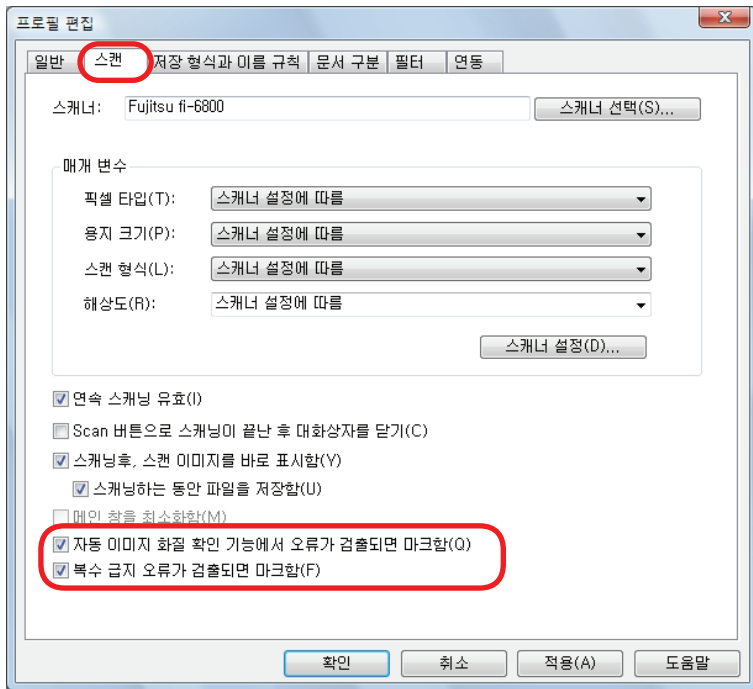 프로필 편집
일반 스캔 저장 형식과 이름 규칙 문서 구분 필터 연동
스캐너: Fujitsu fi-6800 스캐너 선택(S)...
매개 변수
픽셀 타입(T): 스캐너 설정에 따름
용지 크기(P): 스캐너 설정에 따름
스캔 형식(L): 스캐너 설정에 따름
해상도(R): 스캐너 설정에 따름
스캐너 설정(D)...
연속 스캐닝 유효(I)
Scan 버튼으로 스캐닝이 끝난 후 대화상자를 닫기(C)
스캐닝후, 스캔 이미지를 바로 표시함(Y)
스캐닝하는 동안 파일을 저장함(U)
메인 창을 최소화함(M)
자동 이미지 화질 확인 기능에서 오류가 검출되면 마크함(Q)
복수 급지 오류가 검출되면 마크함(F)
확인 취소 적용(A) 도움말